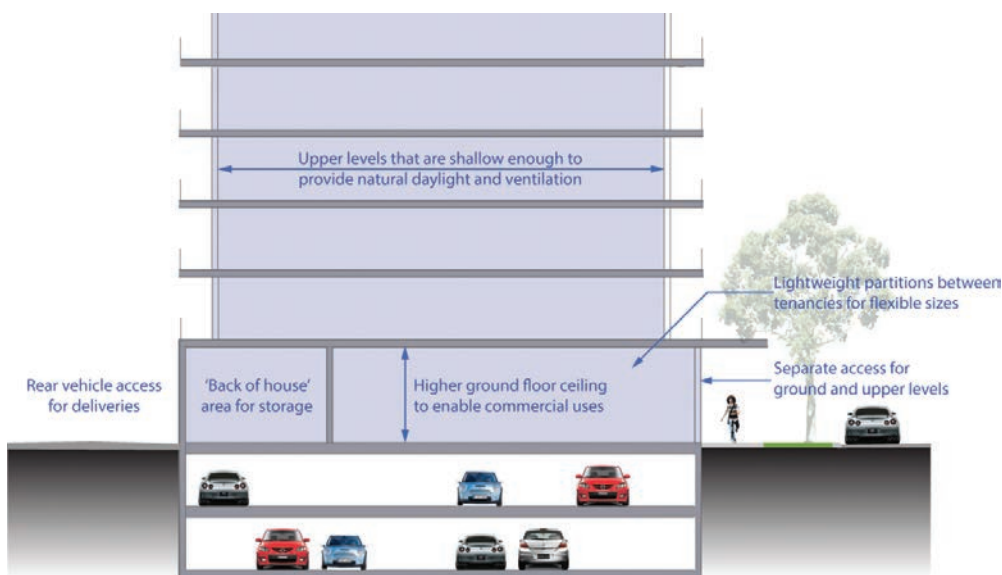 Upper levels that are shallow enough to
provide natural daylight and ventilation
Lightweight partitions between
tenancies for flexible sizes
Rear vehicle access
for deliveries
‘Back of house’
area for storage
Higher ground floor ceiling
to enable commercial uses
Separate access for
ground and upper levels